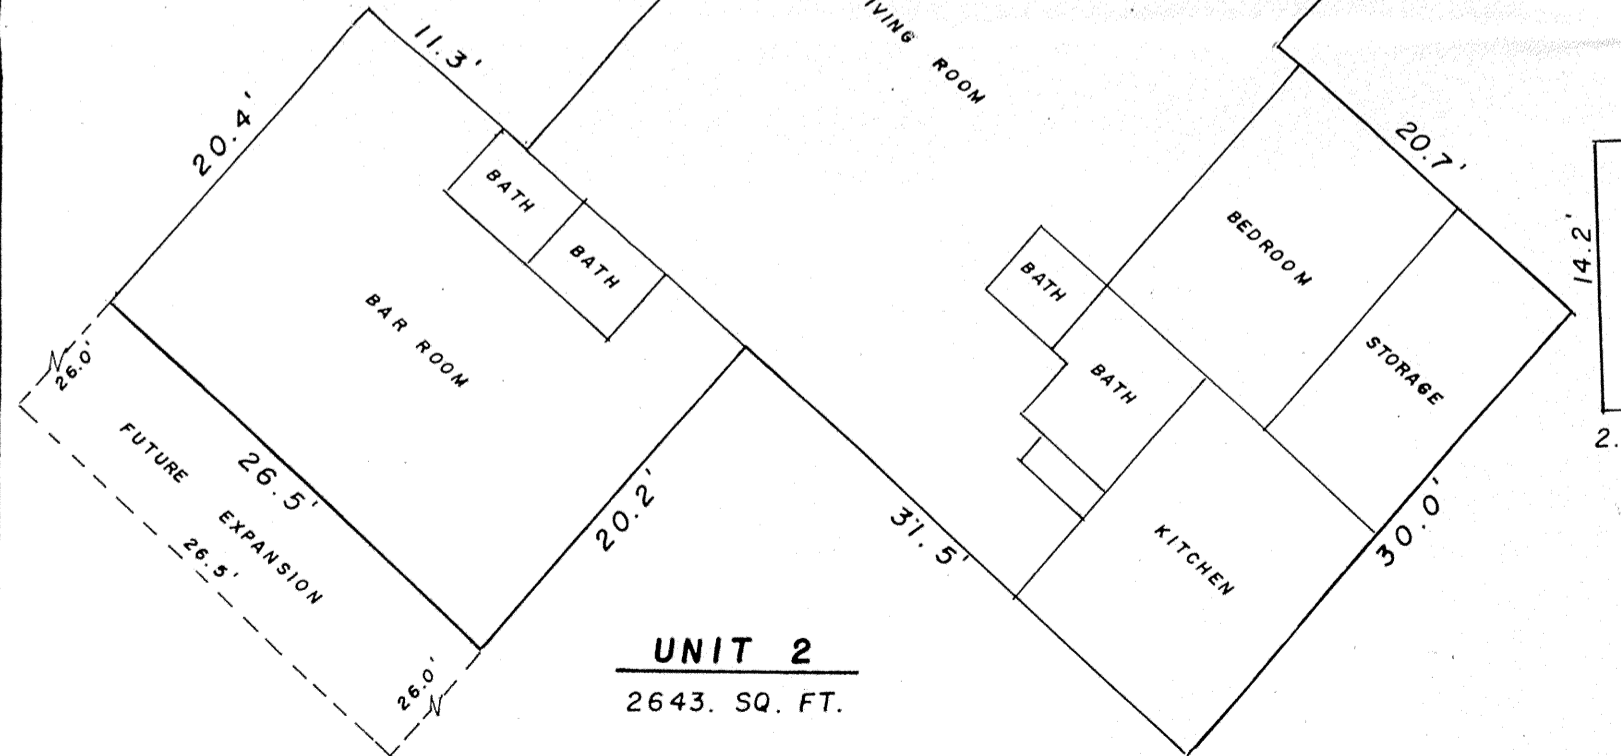 11.3'
IVING ROOM
20.4'
20.7'
BATH
BATH
BEDROOM
14.2'
BATH
BAR ROOM
STORAGE
26.0'
BATH
2.
FUTURE
EXPANSION
26.5'
20.2'
31.5'
30.0'
KITCHEN
26.5'
26.0'
UNIT 2
2643. SQ. FT.